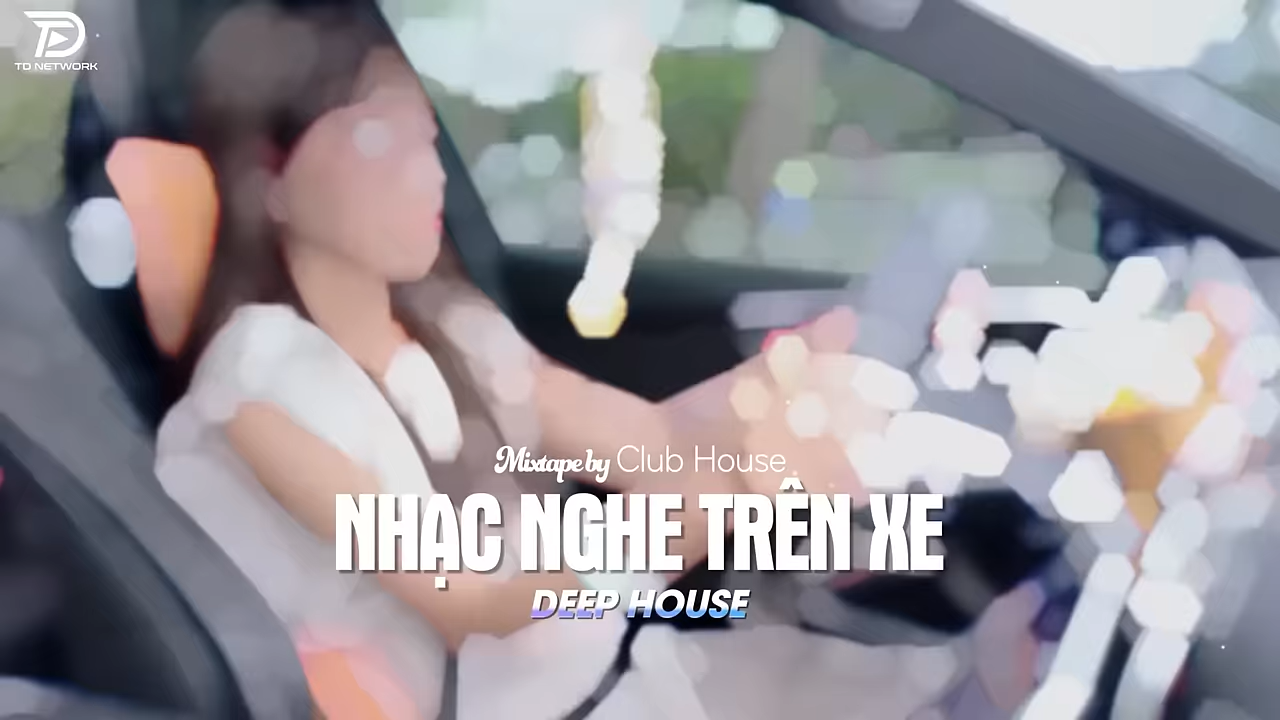 TD NETWORK
Mixtape by Club House
NHẠC NGHE TRÊN XE
DEEP HOUSE